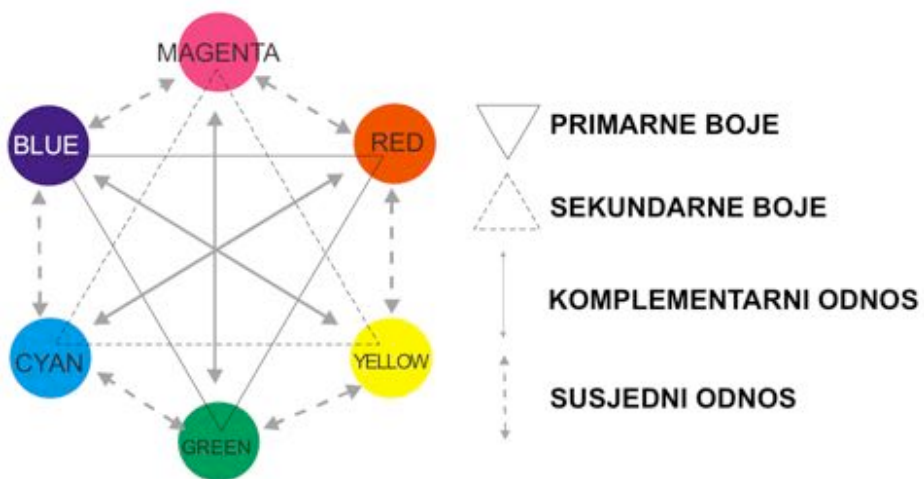 MAGENTA
BLUE
RED
CYAN
YELLOW
GREEN
PRIMARNE BOJE
SEKUNDARNE BOJE
KOMPLEMENTARNI ODNOS
SUSJEDNI ODNOS